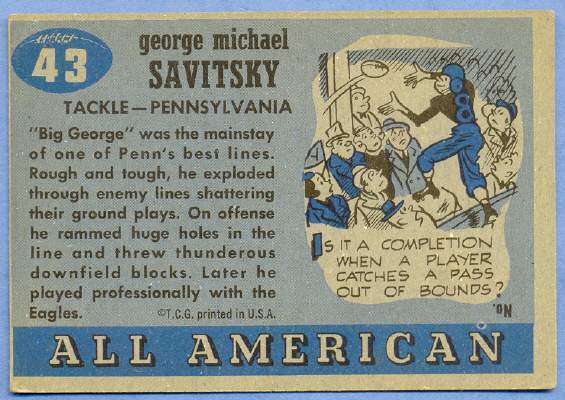 43
george michael
SAVITSKY
TACKLE—PENNSYLVANIA
"Big George" was the mainstay
of one of Penn's best lines.
Rough and tough, he exploded
through enemy lines shattering
their ground plays. On offense
he rammed huge holes in the
line and threw thunderous
downfield blocks. Later he
played professionally with the
Eagles.
©T.C.G. printed in U.S.A.
88
IS IT A COMPLETION
WHEN A PLAYER
CATCHES A PASS
OUT OF BOUNDS?
No.
ALL AMERICAN